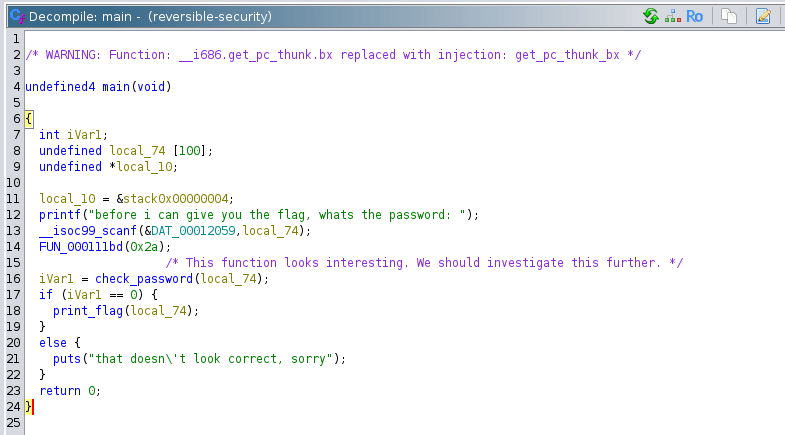 Decompile: main - (reversible-security)
Ro
1
2 /* WARNING: Function: __i686.get_pc_thunk.bx replaced with injection: get_pc_thunk_bx */
3
4 undefined4 main(void)
5
6 {
7   int iVar1;
8   undefined local_74 [100];
9   undefined *local_10;
10
11   local_10 = &stack0x00000004;
12   printf("before i can give you the flag, whats the password: ");
13   __isoc99_scanf(&DAT_00012059,local_74);
14   FUN_000111bd(0x2a);
15                     /* This function looks interesting. We should investigate this further. */
16   iVar1 = check_password(local_74);
17   if (iVar1 == 0) {
18     print_flag(local_74);
19   }
20   else {
21     puts("that doesn\'t look correct, sorry");
22   }
23   return 0;
24 }
25